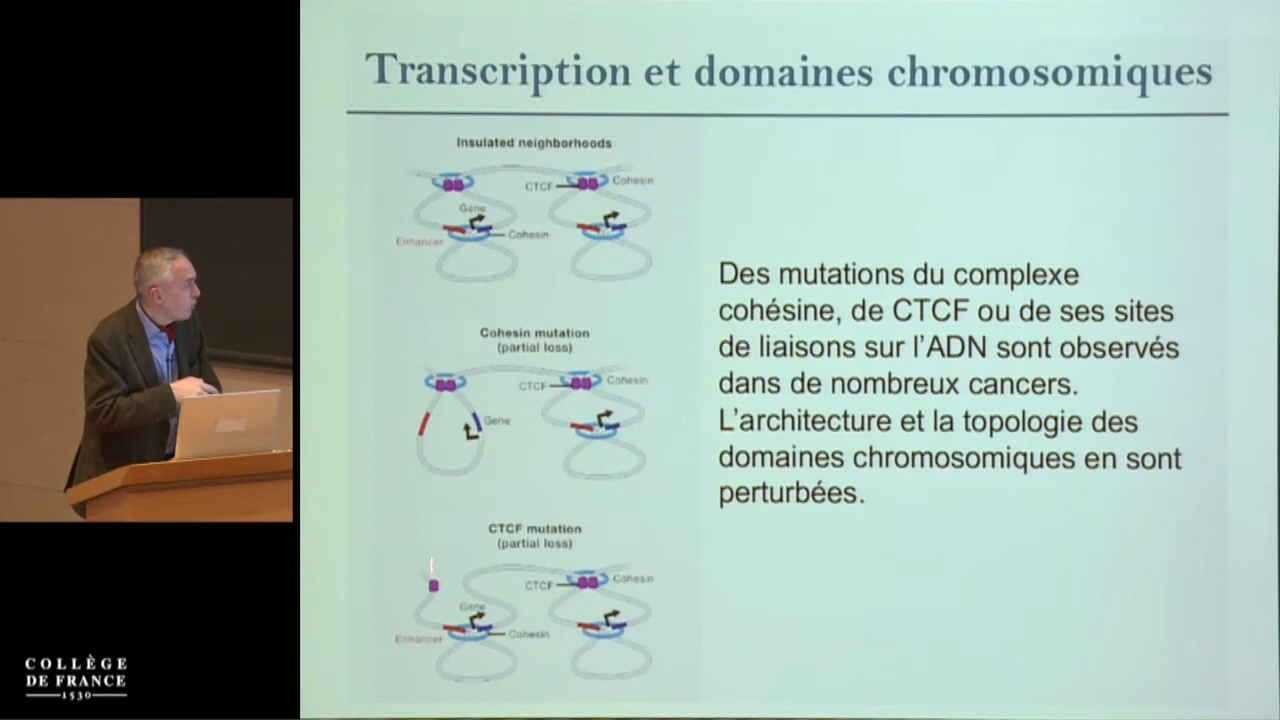 Transcription et domaines chromosomiques
Insulated neighborhoods
CTCF
Cohesin
Gene
Enhancer
Cohesin
Cohesin mutation
(partial loss)
CTCF
Cohesin
Gene
CTCF mutation
(partial loss)
CTCF
Cohesin
Gene
Enhancer
Cohesin
Des mutations du complexe
cohésine, de CTCF ou de ses sites
de liaisons sur l'ADN sont observés
dans de nombreux cancers.
L'architecture et la topologie des
domaines chromosomiques en sont
perturbées.
COLLÈGE
DE FRANCE
1530